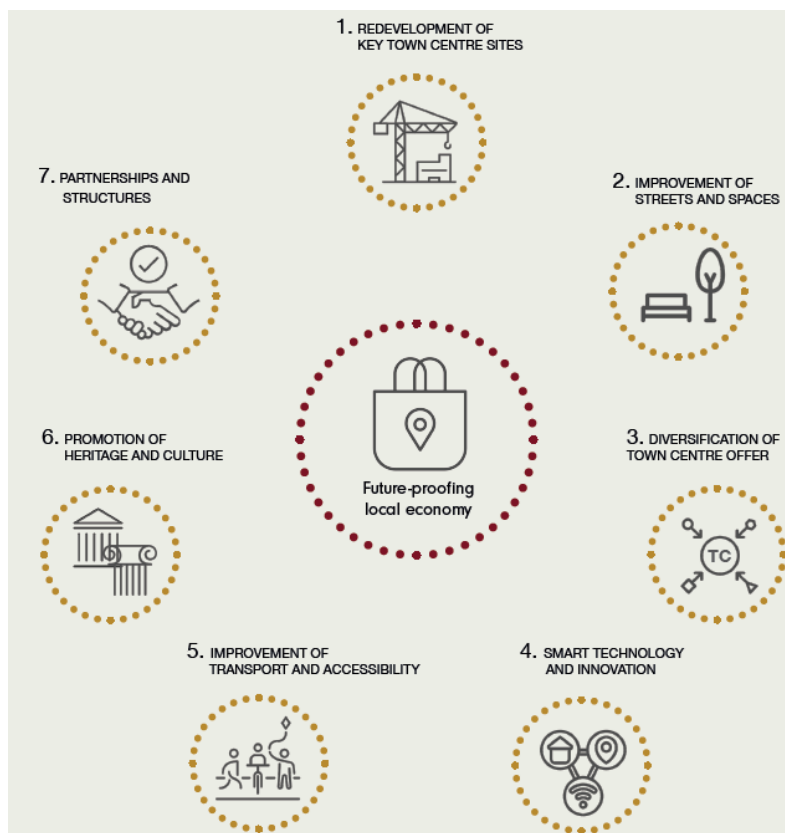 1. REDEVELOPMENT OF
KEY TOWN CENTRE SITES
2. IMPROVEMENT OF
STREETS AND SPACES
3. DIVERSIFICATION OF
TOWN CENTRE OFFER
TC
4. SMART TECHNOLOGY
AND INNOVATION
5. IMPROVEMENT OF
TRANSPORT AND ACCESSIBILITY
6. PROMOTION OF
HERITAGE AND CULTURE
7. PARTNERSHIPS AND
STRUCTURES
Future-proofing
local economy